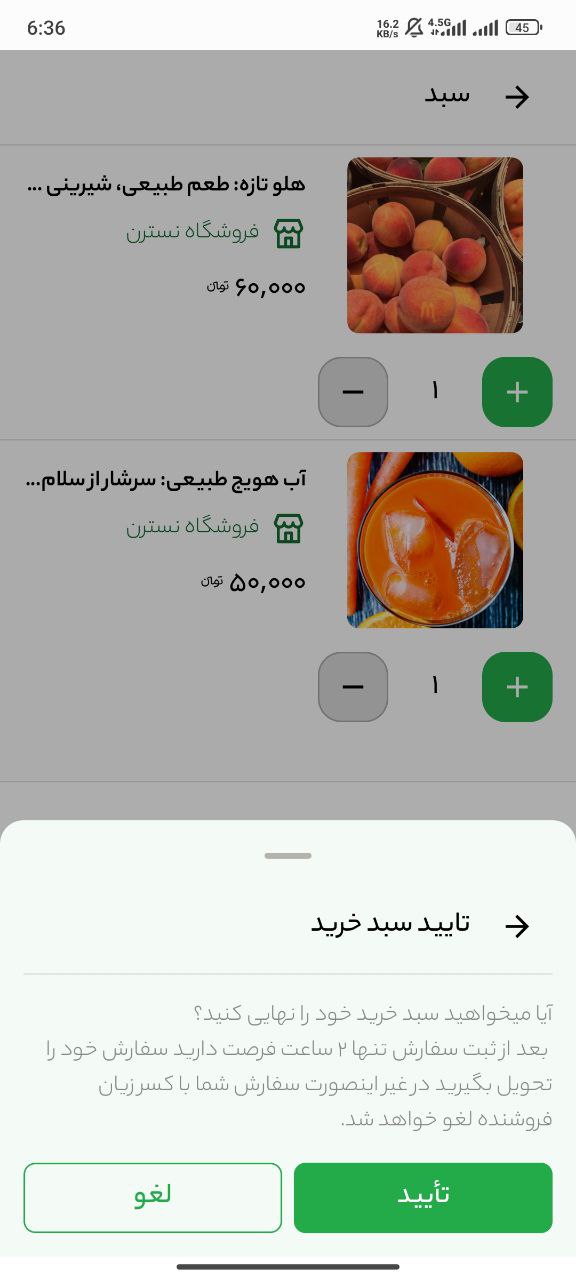 6:36
16.2 KB/s
4.5G
45
سبد
هلو تازه: طعم طبیعی، شیرینی ...
فروشگاه نسترن
۶۰,۰۰۰ تومان
۱
آب هویج طبیعی: سرشار از سلام...
فروشگاه نسترن
۵۰,۰۰۰ تومان
۱
تایید سبد خرید
آیا میخواهید سبد خرید خود را نهایی کنید؟
بعد از ثبت سفارش تنها ۲ ساعت فرصت دارید سفارش خود را
تحویل بگیرید در غیر اینصورت سفارش شما با کسر زیان
فروشنده لغو خواهد شد.
تأیید
لغو